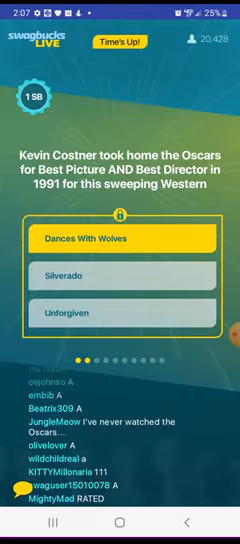 2:07
25%
swagbucks
LIVE
Time's Up!
20,428
1 SB
Kevin Costner took home the Oscars
for Best Picture AND Best Director in
1991 for this sweeping Western
Dances With Wolves
Silverado
Unforgiven
cejohnso A
embib A
Beatrix309 A
JungleMeow I've never watched the
Oscars...
olivelover A
wildchildreal a
KITTYMillonaria 111
swaguser15010078 A
MightyMad RATED